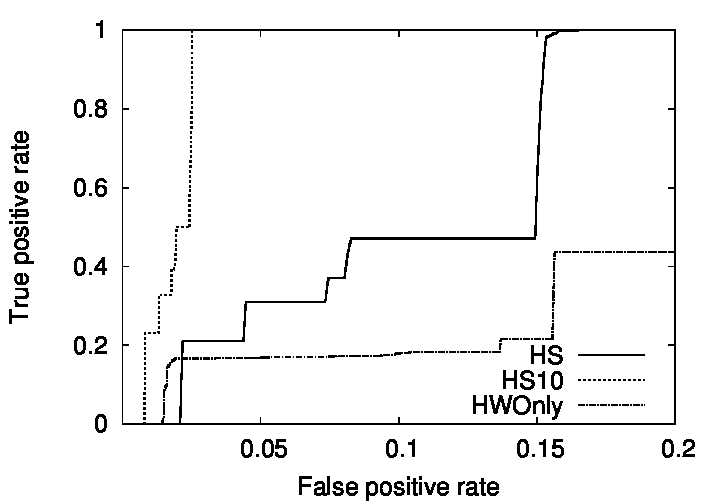 1
0.8
0.6
0.4
0.2
0
True positive rate
HS
HS10
HWOnly
0.05
0.1
0.15
0.2
False positive rate